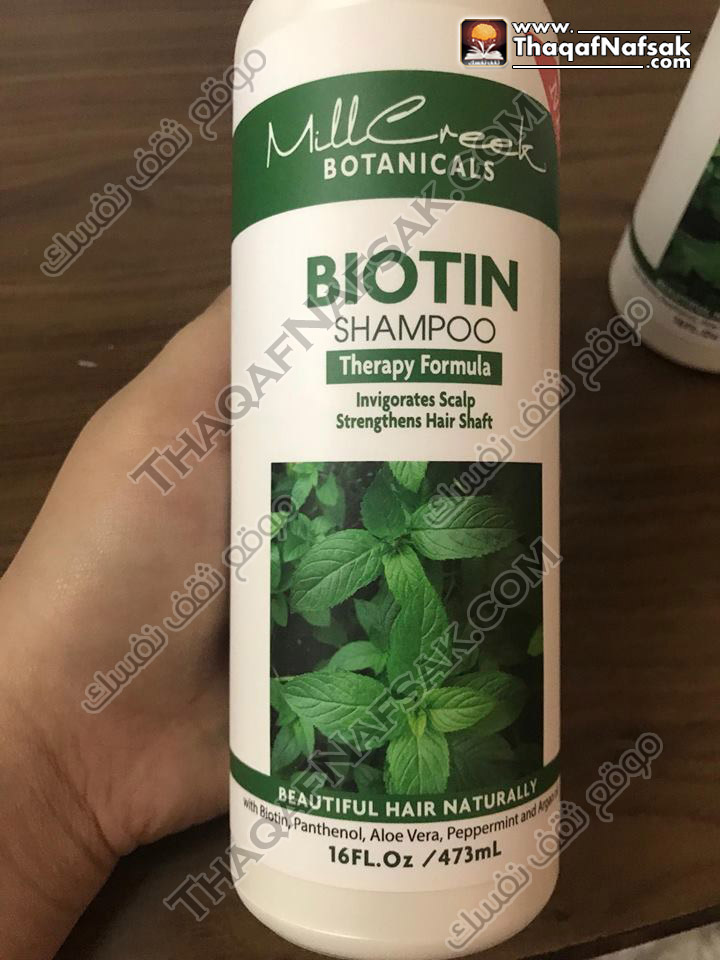 www.
ThaqafNafsak
.com
ثقف نفسك
MillCreek
BOTANICALS
BIOTIN
SHAMPOO
Therapy Formula
Invigorates Scalp
Strengthens Hair Shaft
BEAUTIFUL HAIR NATURALLY
with Biotin, Panthenol, Aloe Vera, Peppermint and Argan
16FL.Oz /473mL
موقع ثقف نفسك
THAQAFNAFSAK.COM
موقع ثقف نفسك
موقع ثقف نفسك
THAQAFNAFSAK.COM
موقع ثقف نفسك